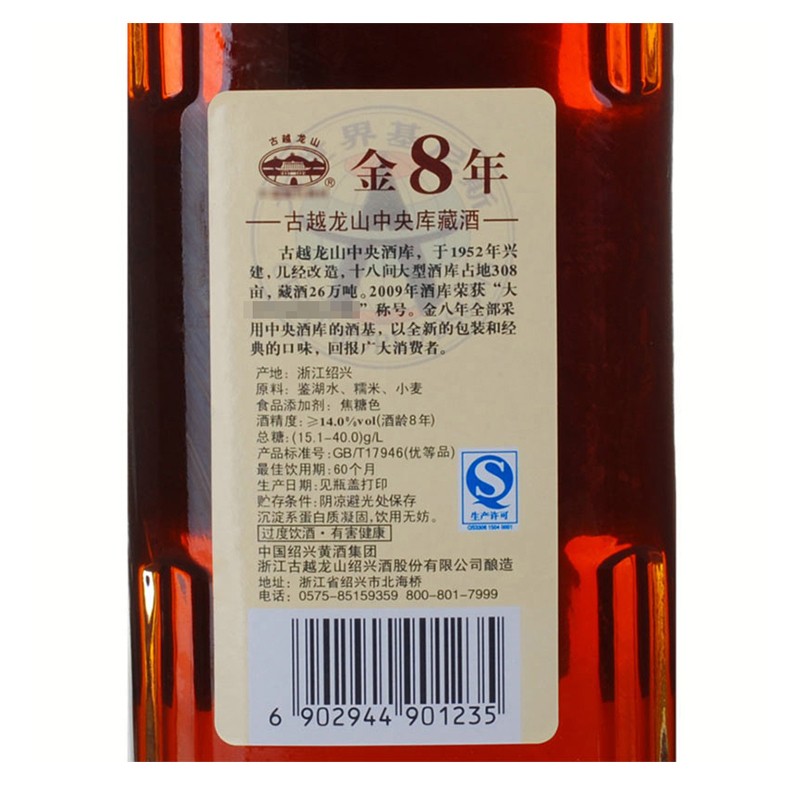 古越龙山
®
金8年
古越龙山中央库藏酒
古越龙山中央酒库，于1952年兴
建，几经改造，十八间大型酒库占地308
亩，藏酒26万吨。2009年酒库荣获“大
”称号。金八年全部采
用中央酒库的酒基，以全新的包装和经
典的口味，回报广大消费者。
产地：浙江绍兴
原料：鉴湖水、糯米、小麦
食品添加剂：焦糖色
酒精度：≥14.0%vol(酒龄8年)
总糖：(15.1-40.0)g/L
产品标准号：GB/T17946(优等品)
最佳饮用期：60个月
生产日期：见瓶盖打印
贮存条件：阴凉避光处保存
沉淀系蛋白质凝固，饮用无妨。
过度饮酒·有害健康
生产许可
QS3306 1504 0001
中国绍兴黄酒集团
浙江古越龙山绍兴酒股份有限公司酿造
地址：浙江省绍兴市北海桥
电话：0575-85159359 800-801-7999
6 902944 901235